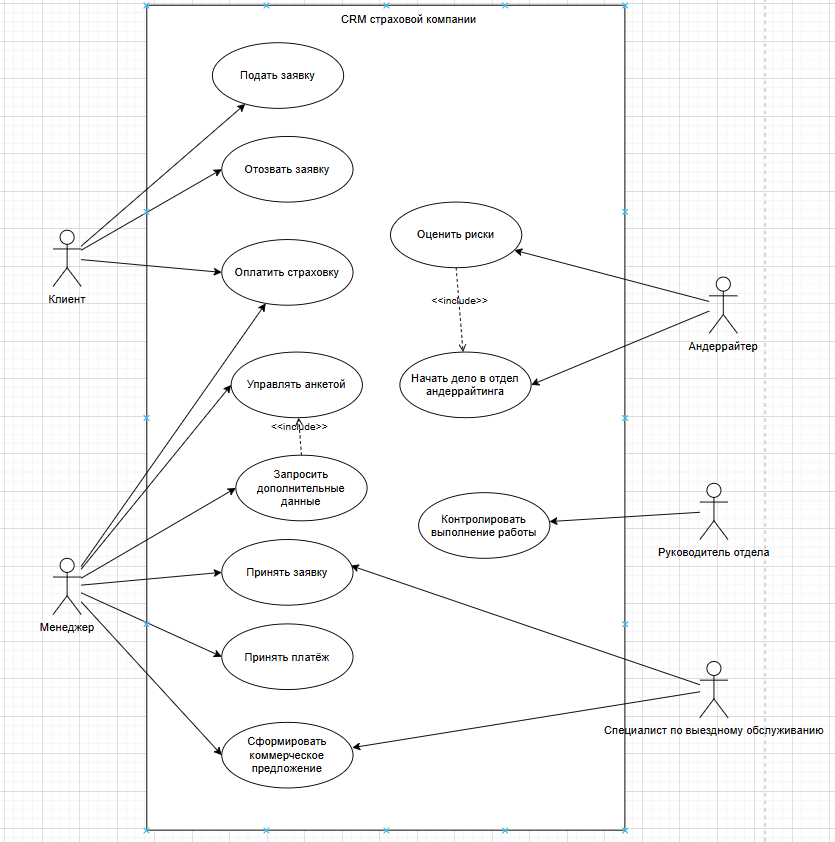 CRM страховой компании
Подать заявку
Отозвать заявку
Оценить риски
Оплатить страховку
<<include>>
Клиент
Андеррайтер
Управлять анкетой
Начать дело в отдел
андеррайтинга
<<include>>
Запросить
дополнительные
данные
Контролировать
выполнение работы
Руководитель отдела
Принять заявку
Менеджер
Принять платёж
Специалист по выездному обслуживанию
Сформировать
коммерческое
предложение